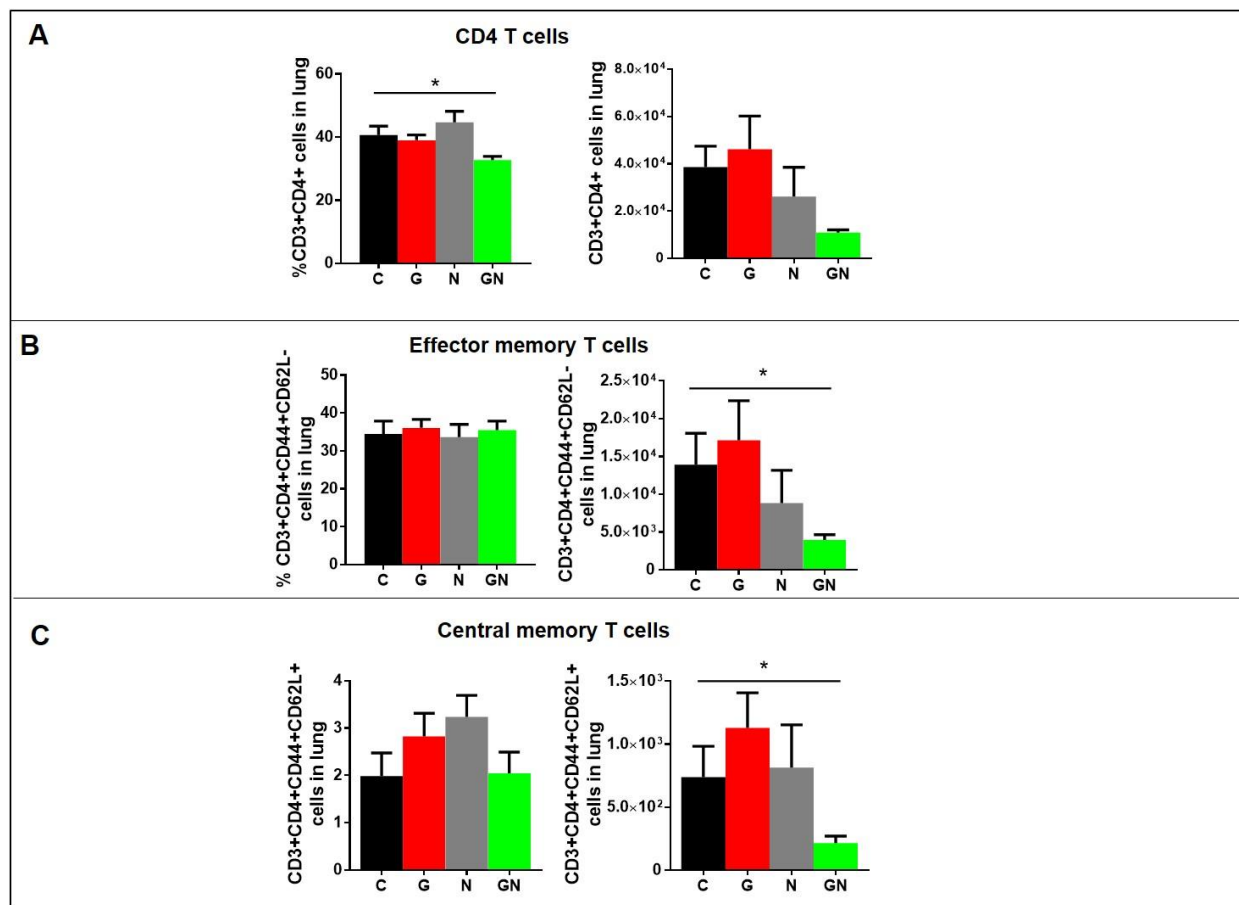 A
CD4 T cells
%CD3+CD4+ cells in lung
60
40
20
0
*
C G N GN
CD3+CD4+ cells in lung
8.0×10⁴
6.0×10⁴
4.0×10⁴
2.0×10⁴
0
C G N GN
B
Effector memory T cells
% CD3+CD4+CD44+CD62L-
cells in lung
50
40
30
20
10
0
C G N GN
CD3+CD4+CD44+CD62L-
cells in lung
2.5×10⁴
2.0×10⁴
1.5×10⁴
1.0×10⁴
5.0×10³
0
*
C G N GN
C
Central memory T cells
CD3+CD4+CD44+CD62L+
cells in lung
4
3
2
1
0
C G N GN
CD3+CD4+CD44+CD62L+
cells in lung
1.5×10³
1.0×10³
5.0×10²
0
*
C G N GN